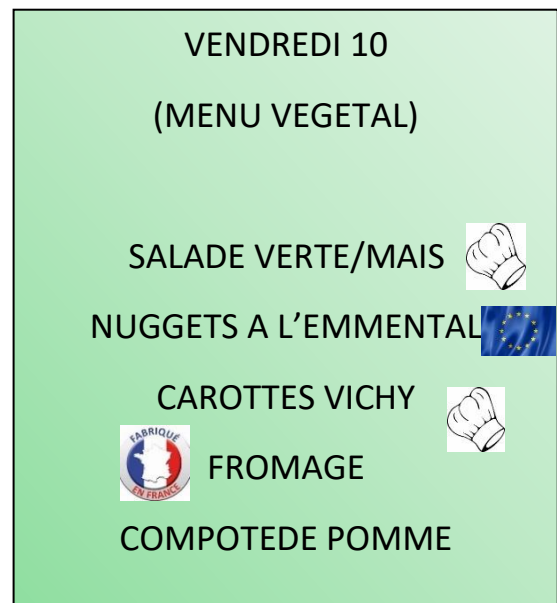 VENDREDI 10
(MENU VEGETAL)
SALADE VERTE/MAIS
NUGGETS A L’EMMENTAL
CAROTTES VICHY
FABRIQUÉ
EN FRANCE
FROMAGE
COMPOTEDE POMME